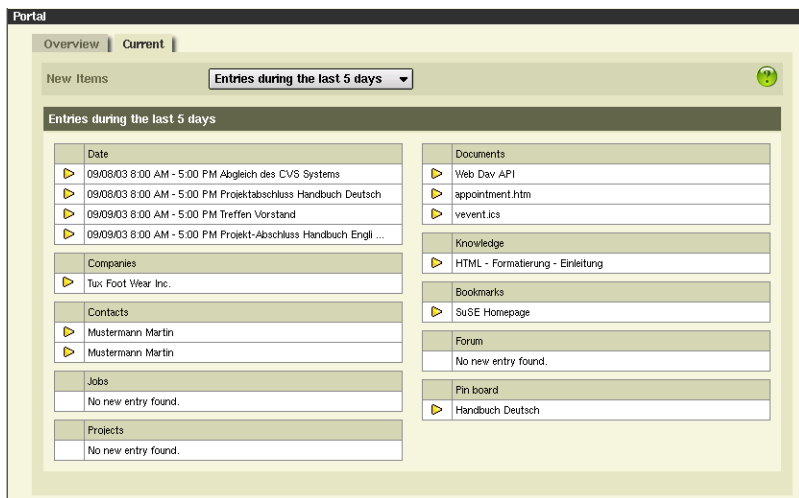 Portal
Overview
Current
New Items
Entries during the last 5 days
Entries during the last 5 days
Date
09/08/03 8:00 AM - 5:00 PM Abgleich des CVS Systems
09/08/03 8:00 AM - 5:00 PM Projektabschluss Handbuch Deutsch
09/09/03 8:00 AM - 5:00 PM Treffen Vorstand
09/09/03 8:00 AM - 5:00 PM Projekt-Abschluss Handbuch Engli ...
Companies
Tux Foot Wear Inc.
Contacts
Mustermann Martin
Mustermann Martin
Jobs
No new entry found.
Projects
No new entry found.
Documents
Web Dav API
appointment.htm
vevent.ics
Knowledge
HTML - Formatierung - Einleitung
Bookmarks
SuSE Homepage
Forum
No new entry found.
Pin board
Handbuch Deutsch